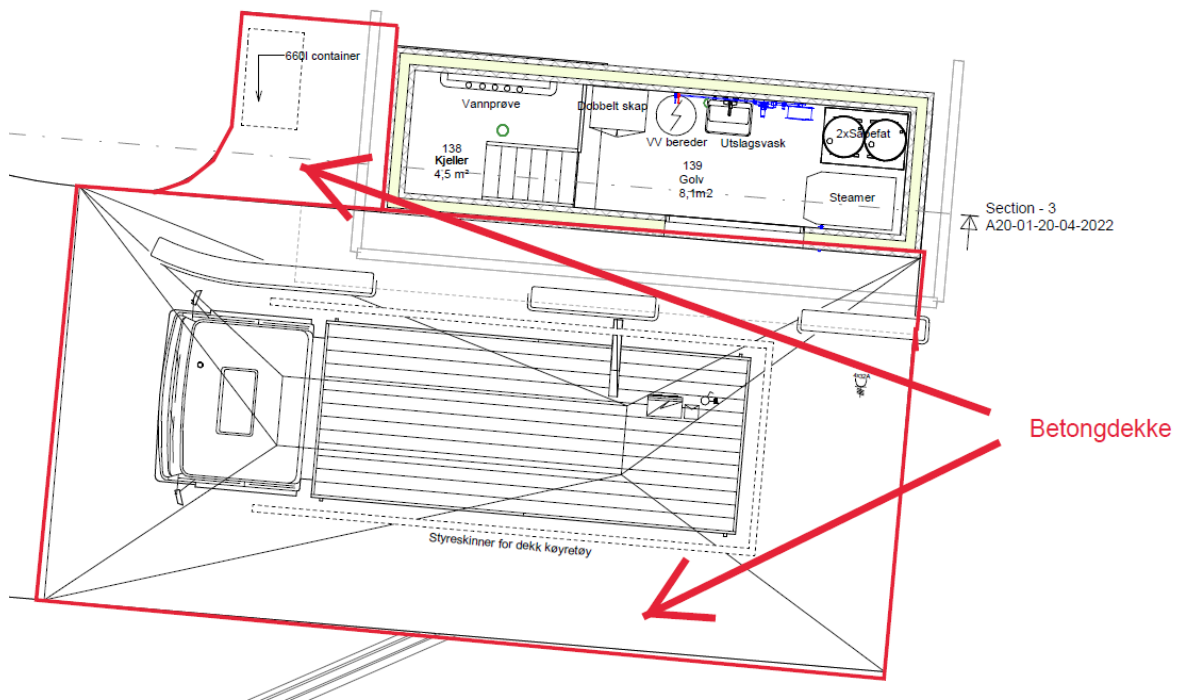 660l container
Vannprøve
Dobbelt skap
VV bereder
Utslagsvask
2xSåpefat
138
Kjeller
4,5 m²
139
Golv
8,1m2
Steamer
Section - 3
A20-01-20-04-2022
4x32A
Betongdekke
Styreskinner for dekk køyretøy